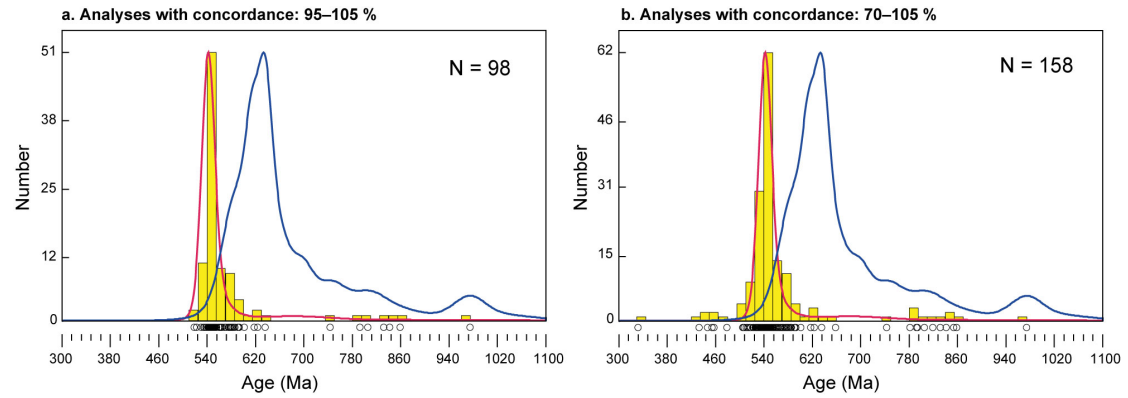 a. Analyses with concordance: 95–105 %
N = 98
Number
51
38
25
12
0
300 380 460 540 620 700 780 860 940 1020 1100
Age (Ma)
b. Analyses with concordance: 70–105 %
N = 158
Number
62
46
31
15
0
300 380 460 540 620 700 780 860 940 1020 1100
Age (Ma)